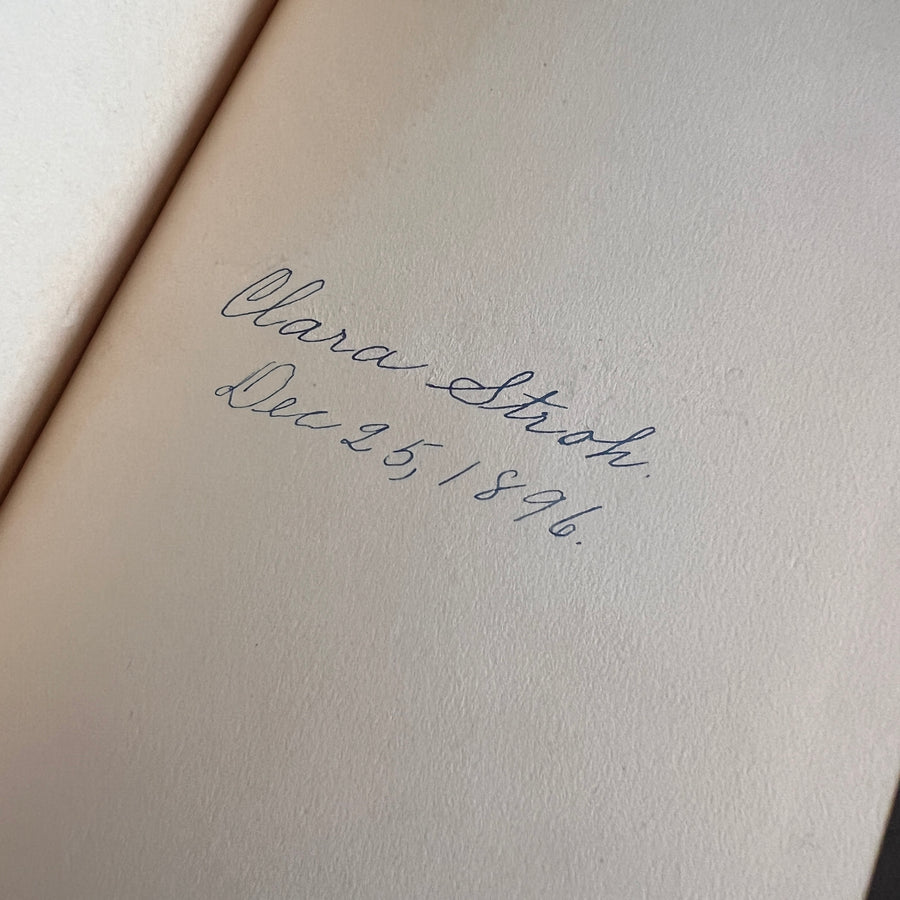 Clara Stroh.
Dec 25, 1896.